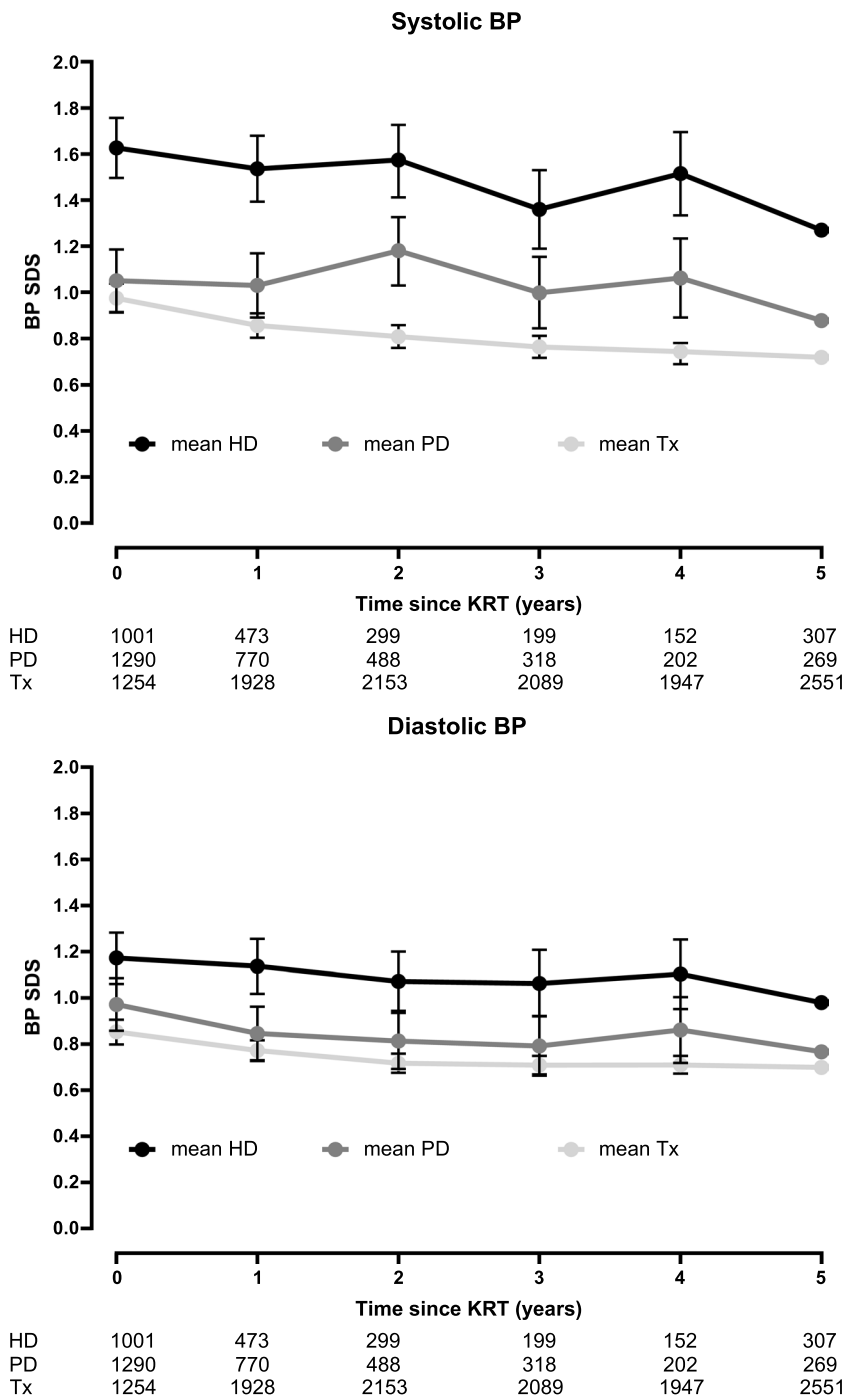 Systolic BP
2.0
1.8
1.6
1.4
1.2
1.0
0.8
0.6
0.4
0.2
0.0
BP SDS
mean HD mean PD mean Tx
0 1 2 3 4 5
Time since KRT (years)
HD 1001 473 299 199 152 307
PD 1290 770 488 318 202 269
Tx 1254 1928 2153 2089 1947 2551
Diastolic BP
2.0
1.8
1.6
1.4
1.2
1.0
0.8
0.6
0.4
0.2
0.0
BP SDS
mean HD mean PD mean Tx
0 1 2 3 4 5
Time since KRT (years)
HD 1001 473 299 199 152 307
PD 1290 770 488 318 202 269
Tx 1254 1928 2153 2089 1947 2551